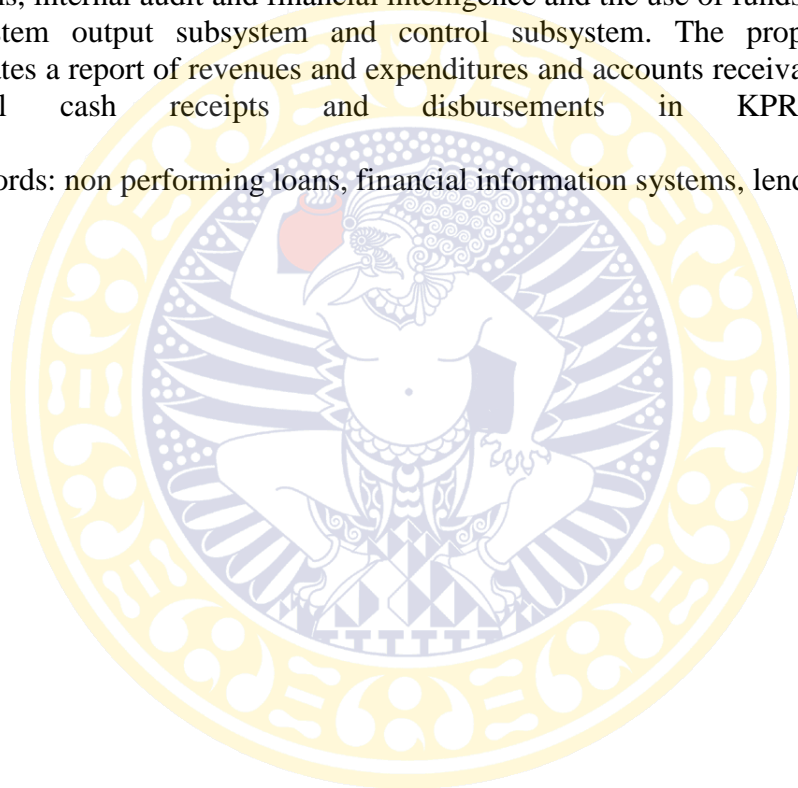 s, internal audit and financial intelligence and the use of funds
stem output subsystem and control subsystem. The prop
ates a report of revenues and expenditures and accounts receiva
l cash receipts and disbursements in KPR
ords: non performing loans, financial information systems, lend